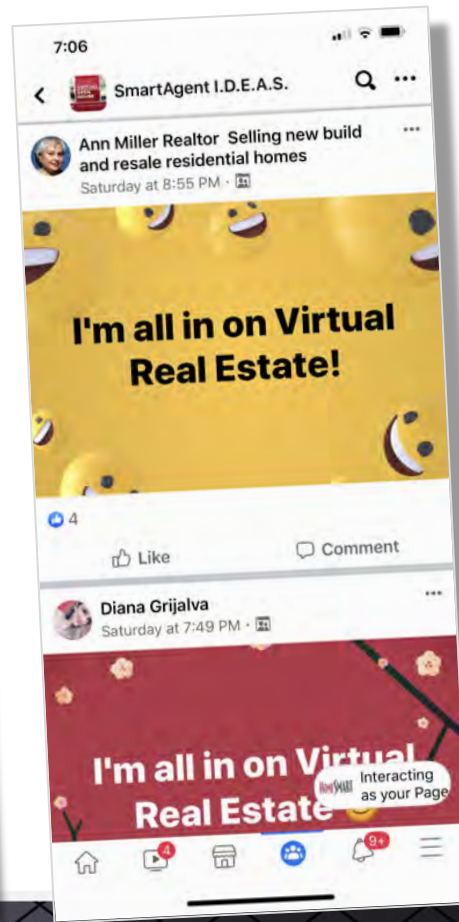 7:06
SmartAgent I.D.E.A.S.
Ann Miller Realtor Selling new build
and resale residential homes
Saturday at 8:55 PM ·
I'm all in on Virtual
Real Estate!
4
Like
Comment
Diana Grijalva
Saturday at 7:49 PM ·
I'm all in on Virtual
Real Estate
HomeSmart
Interacting
as your Page
4
9+